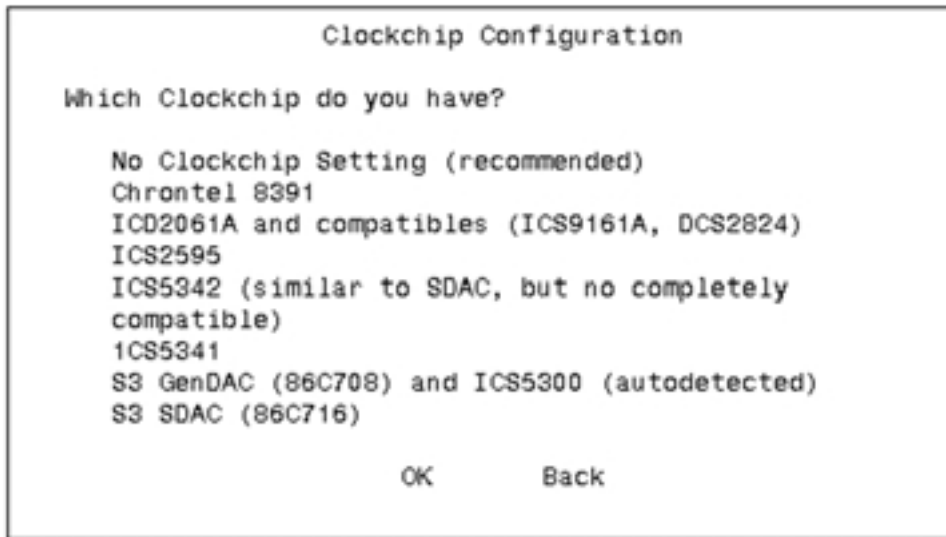 Clockchip Configuration
Which Clockchip do you have?
No Clockchip Setting (recommended)
Chrontel 8391
ICD2061A and compatibles (ICS9161A, DCS2824)
ICS2595
ICS5342 (similar to SDAC, but no completely
compatible)
1CS5341
S3 GenDAC (86C708) and ICS5300 (autodetected)
S3 SDAC (86C716)
OK Back